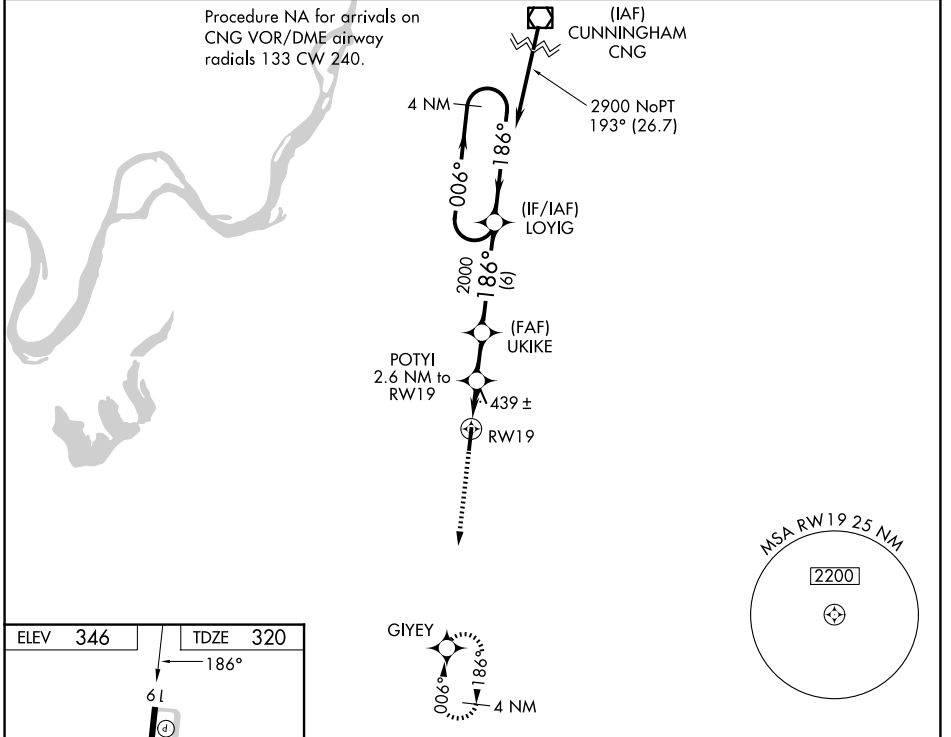 Procedure NA for arrivals on
CNG VOR/DME airway
radials 133 CW 240.
(IAF)
CUNNINGHAM
CNG
2900 NoPT
193° (26.7)
4 NM
006°
186°
(IF/IAF)
LOYIG
2000
186°
(6)
(FAF)
UKIKE
POTYI
2.6 NM to
RW19
439 ±
RW19
MSA RW19 25 NM
2200
GIYEY
006°
186°
4 NM
ELEV 346
TDZE 320
186°
19
P